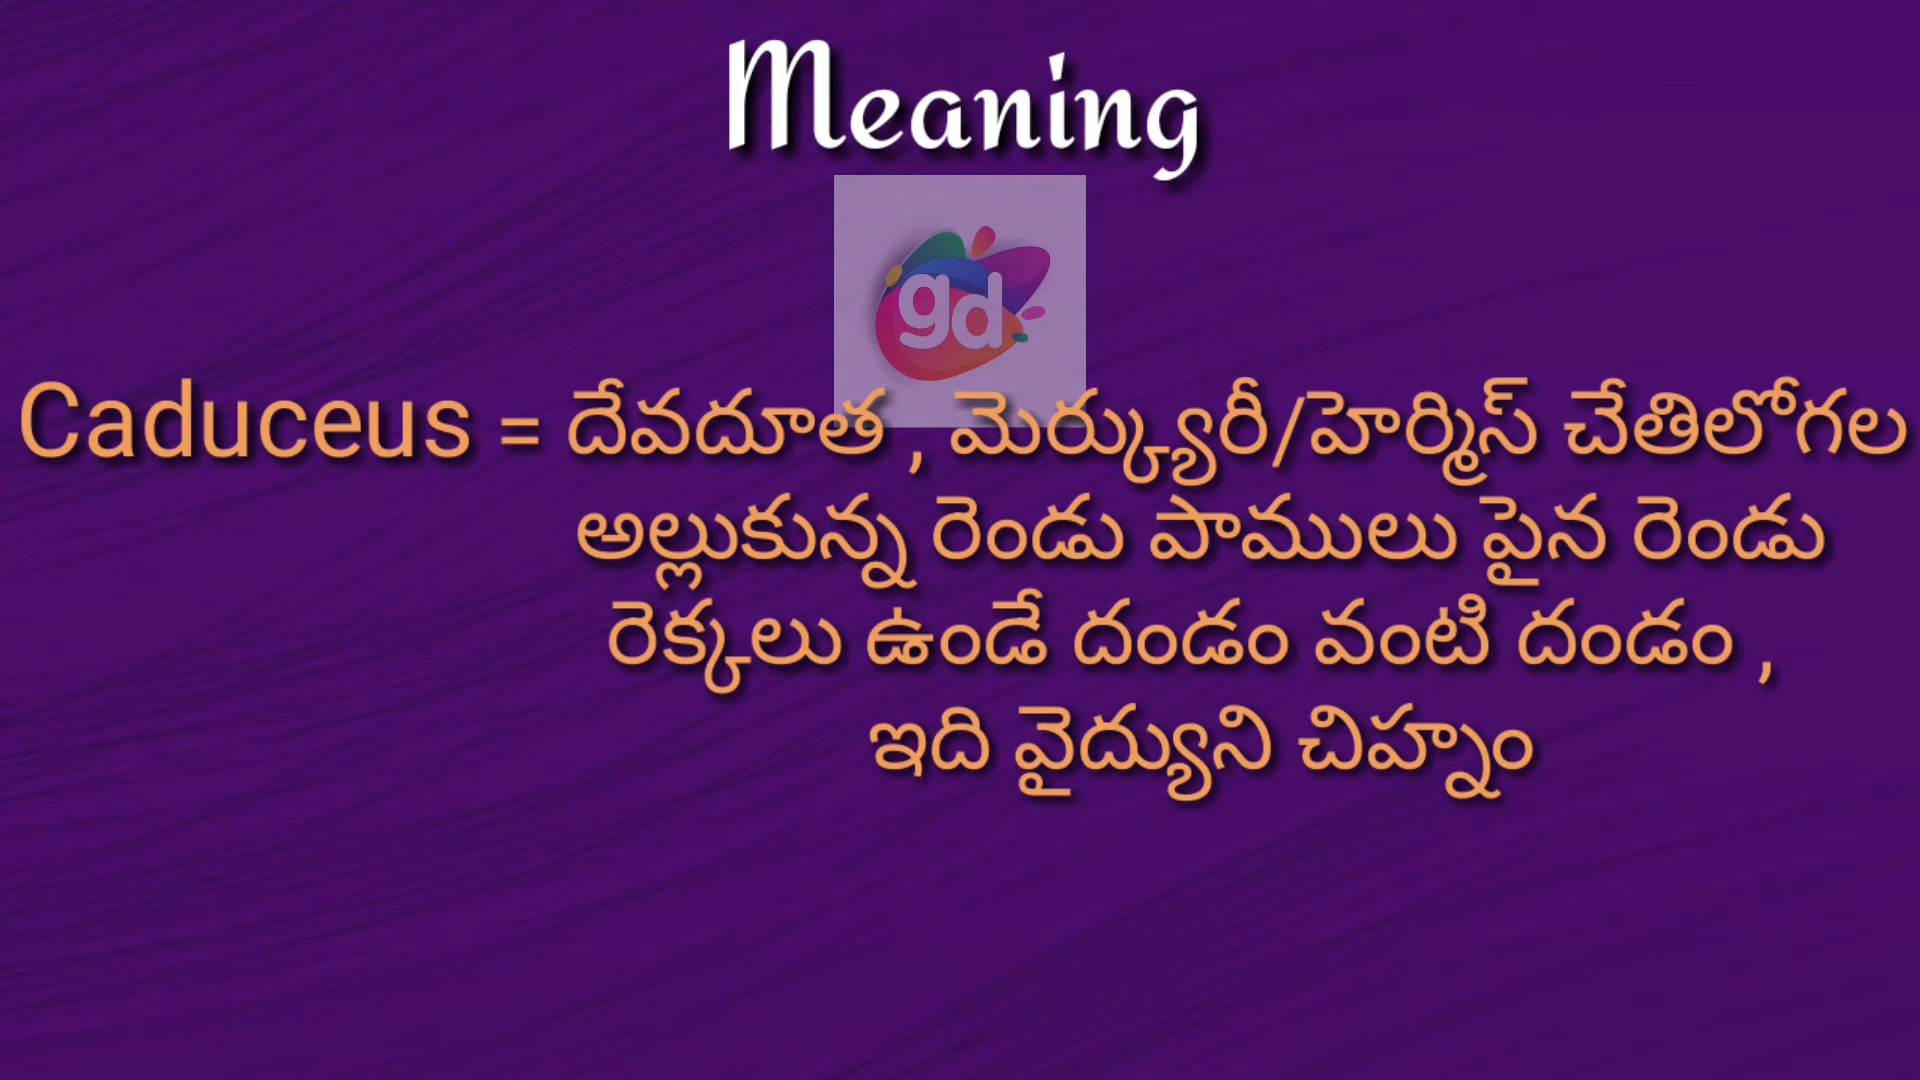 Meaning
gd
Caduceus = దేవదూత , మెర్క్యురీ/హెర్మిస్ చేతిలోగల
అల్లుకున్న రెండు పాములు పైన రెండు
రెక్కలు ఉండే దండం వంటి దండం ,
ఇది వైద్యుని చిహ్నం